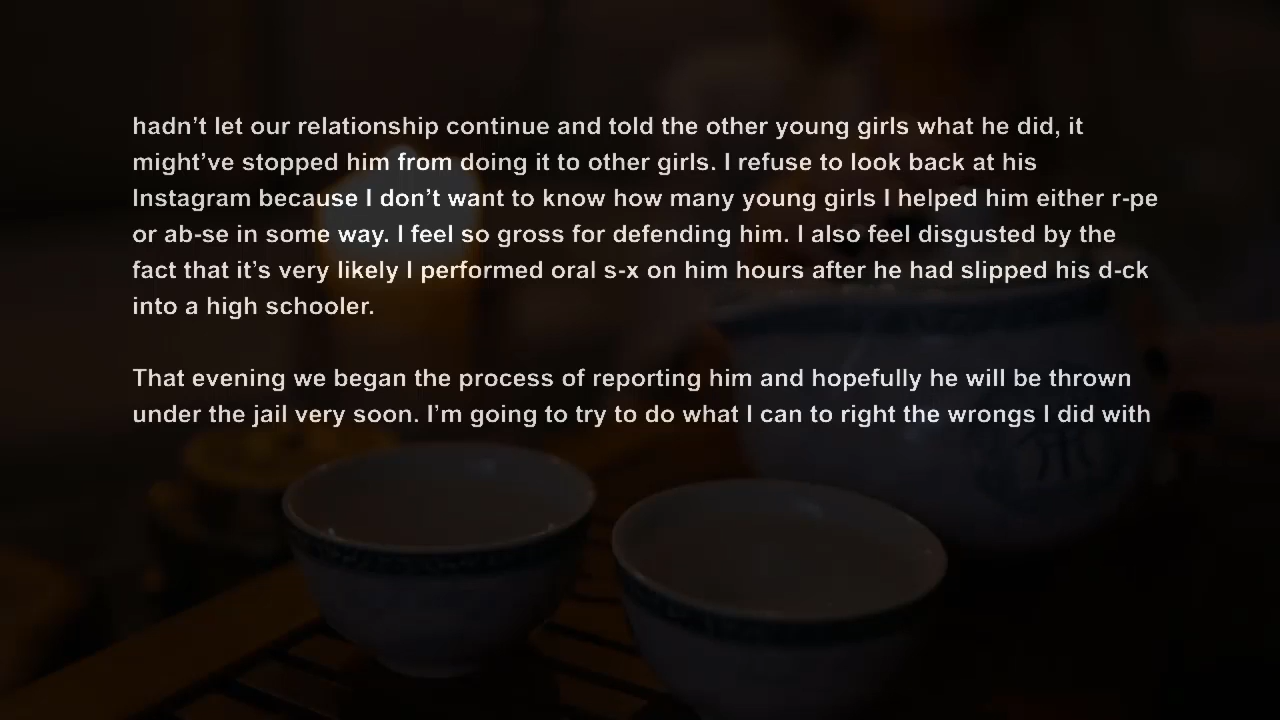 hadn't let our relationship continue and told the other young girls what he did, it
might've stopped him from doing it to other girls. I refuse to look back at his
Instagram because I don't want to know how many young girls I helped him either r-pe
or ab-se in some way. I feel so gross for defending him. I also feel disgusted by the
fact that it's very likely I performed oral s-x on him hours after he had slipped his d-ck
into a high schooler.
That evening we began the process of reporting him and hopefully he will be thrown
under the jail very soon. I'm going to try to do what I can to right the wrongs I did with